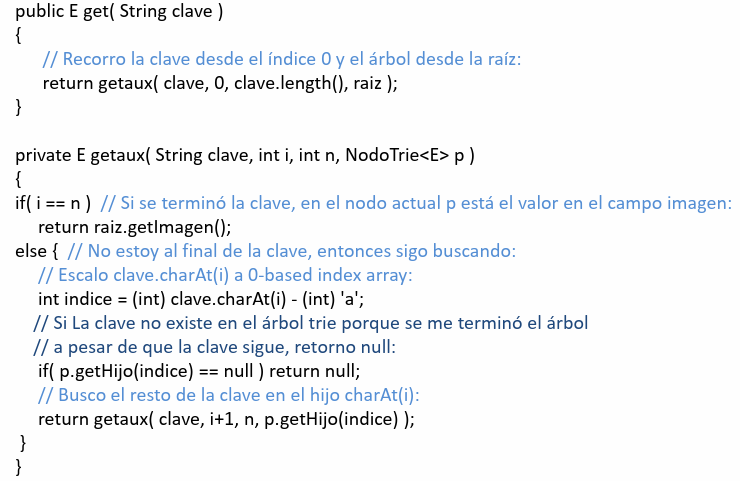 public E get( String clave )
{
// Recorro la clave desde el índice 0 y el árbol desde la raíz:
return getaux( clave, 0, clave.length(), raiz );
}
private E getaux( String clave, int i, int n, NodoTrie<E> p )
{
if( i == n ) // Si se terminó la clave, en el nodo actual p está el valor en el campo imagen:
return raiz.getImagen();
else { // No estoy al final de la clave, entonces sigo buscando:
// Escalo clave.charAt(i) a 0-based index array:
int indice = (int) clave.charAt(i) - (int) 'a';
// Si La clave no existe en el árbol trie porque se me terminó el árbol
// a pesar de que la clave sigue, retorno null:
if( p.getHijo(indice) == null ) return null;
// Busco el resto de la clave en el hijo charAt(i):
return getaux( clave, i+1, n, p.getHijo(indice) );
}
}